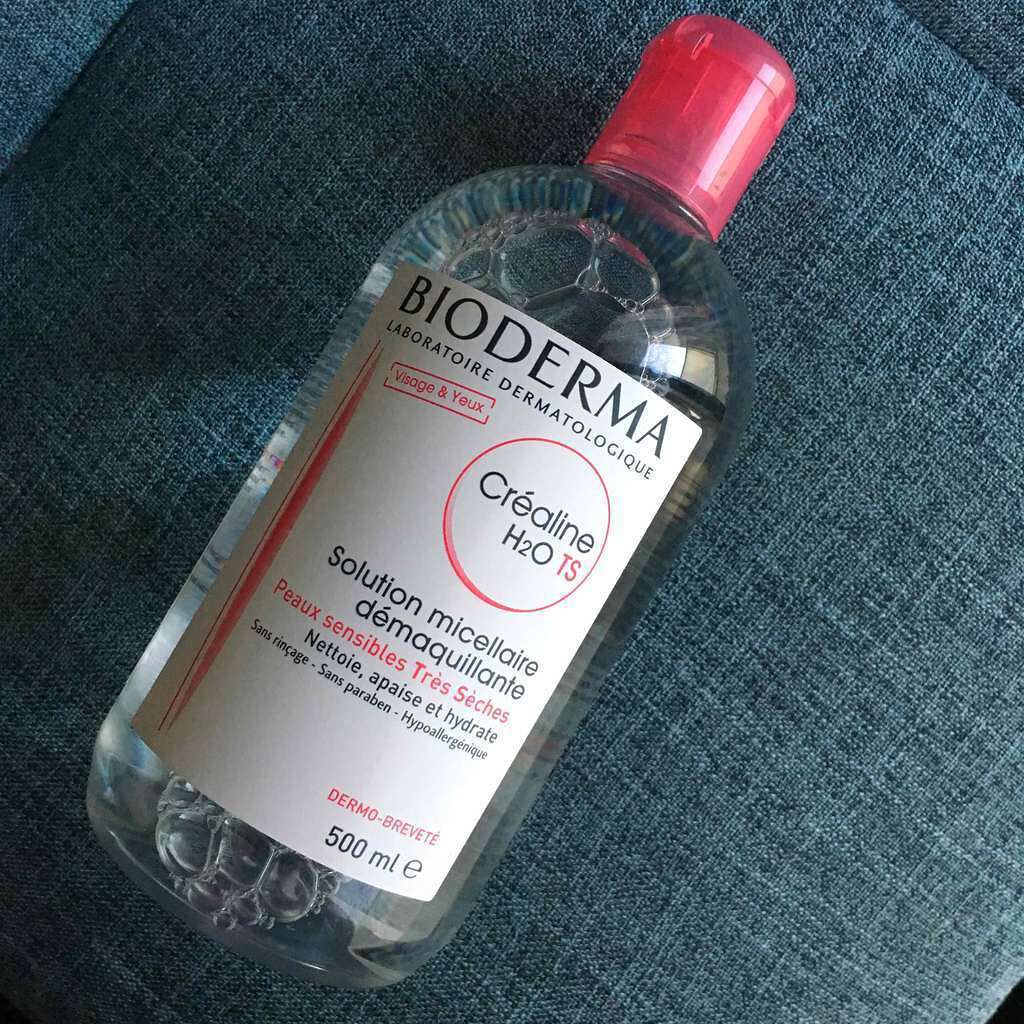 BIODERMA
LABORATOIRE DERMATOLOGIQUE
Visage & Yeux
Créaline
H2O TS
Solution micellaire
démaquillante
Peaux sensibles Très Sèches
Nettoie, apaise et hydrate
Sans rinçage - Sans paraben - Hypoallergénique
DERMO-BREVETÉ
500 ml ℮